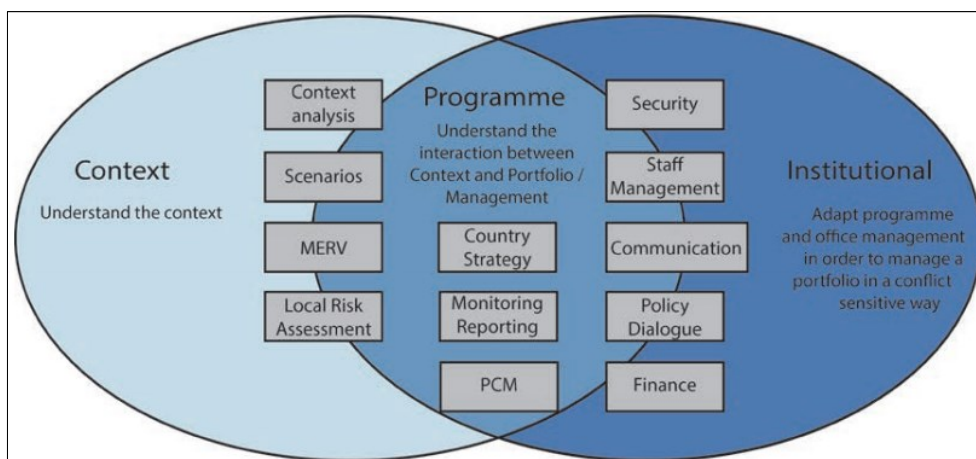 Context
Understand the context
Context
analysis
Scenarios
MERV
Local Risk
Assessment
Programme
Understand the
interaction between
Context and Portfolio /
Management
Country
Strategy
Monitoring
Reporting
PCM
Security
Staff
Management
Communication
Policy
Dialogue
Finance
Institutional
Adapt programme
and office management
in order to manage a
portfolio in a conflict
sensitive way